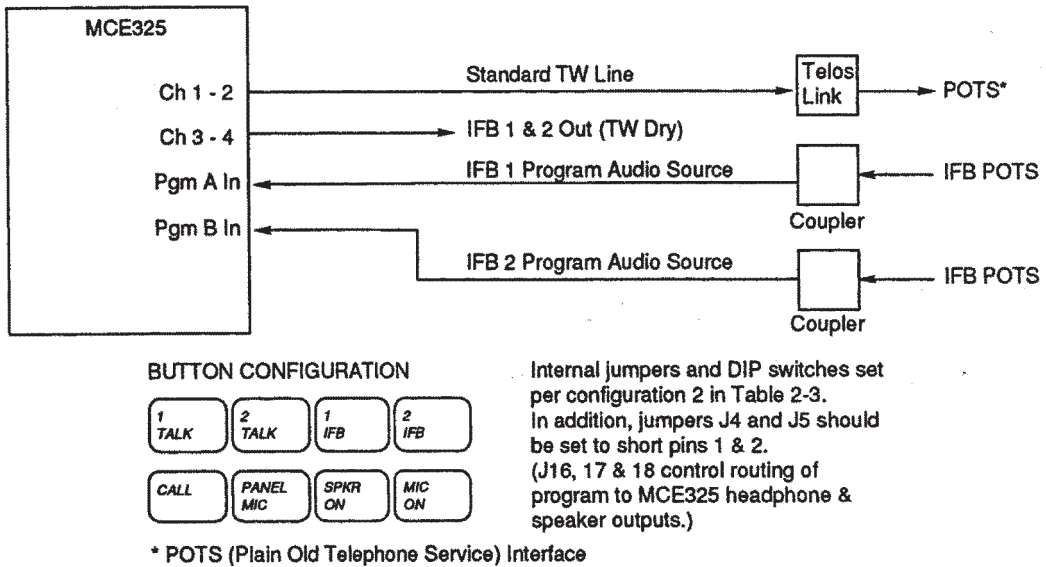 MCE325
Ch 1 - 2
Standard TW Line
Telos
Link
POTS*
Ch 3 - 4
IFB 1 & 2 Out (TW Dry)
Pgm A In
IFB 1 Program Audio Source
IFB POTS
Coupler
Pgm B In
IFB 2 Program Audio Source
IFB POTS
Coupler
BUTTON CONFIGURATION
1
TALK
2
TALK
1
IFB
2
IFB
CALL
PANEL
MIC
SPKR
ON
MIC
ON
Internal jumpers and DIP switches set
per configuration 2 in Table 2-3.
In addition, jumpers J4 and J5 should
be set to short pins 1 & 2.
(J16, 17 & 18 control routing of
program to MCE325 headphone &
speaker outputs.)
* POTS (Plain Old Telephone Service) Interface